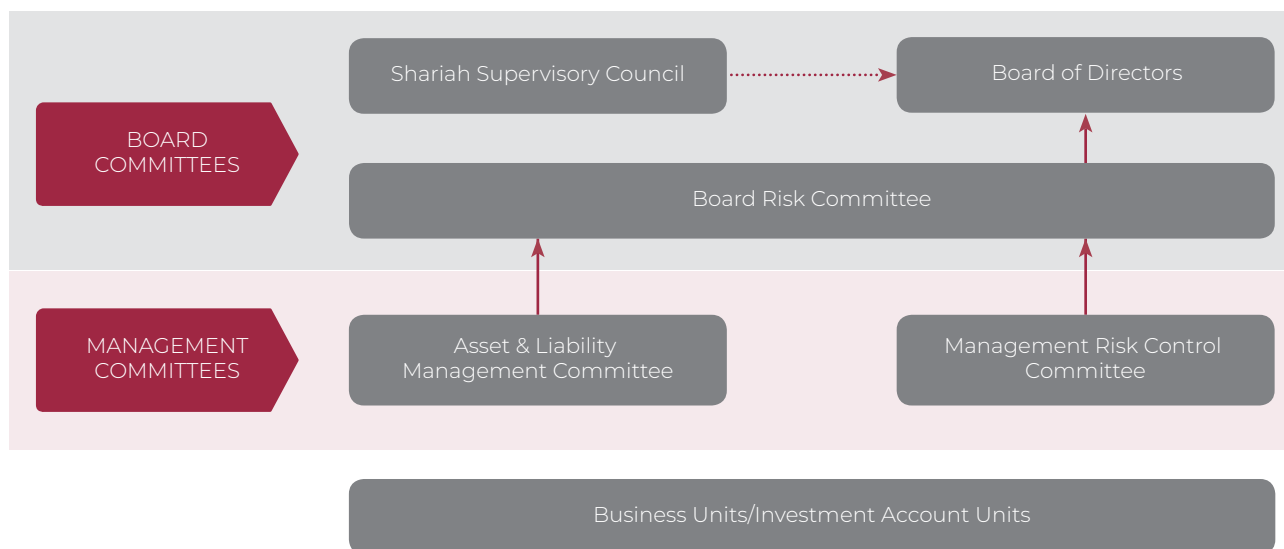 BOARD
COMMITTEES
Shariah Supervisory Council
Board of Directors
Board Risk Committee
MANAGEMENT
COMMITTEES
Asset & Liability
Management Committee
Management Risk Control
Committee
Business Units/Investment Account Units